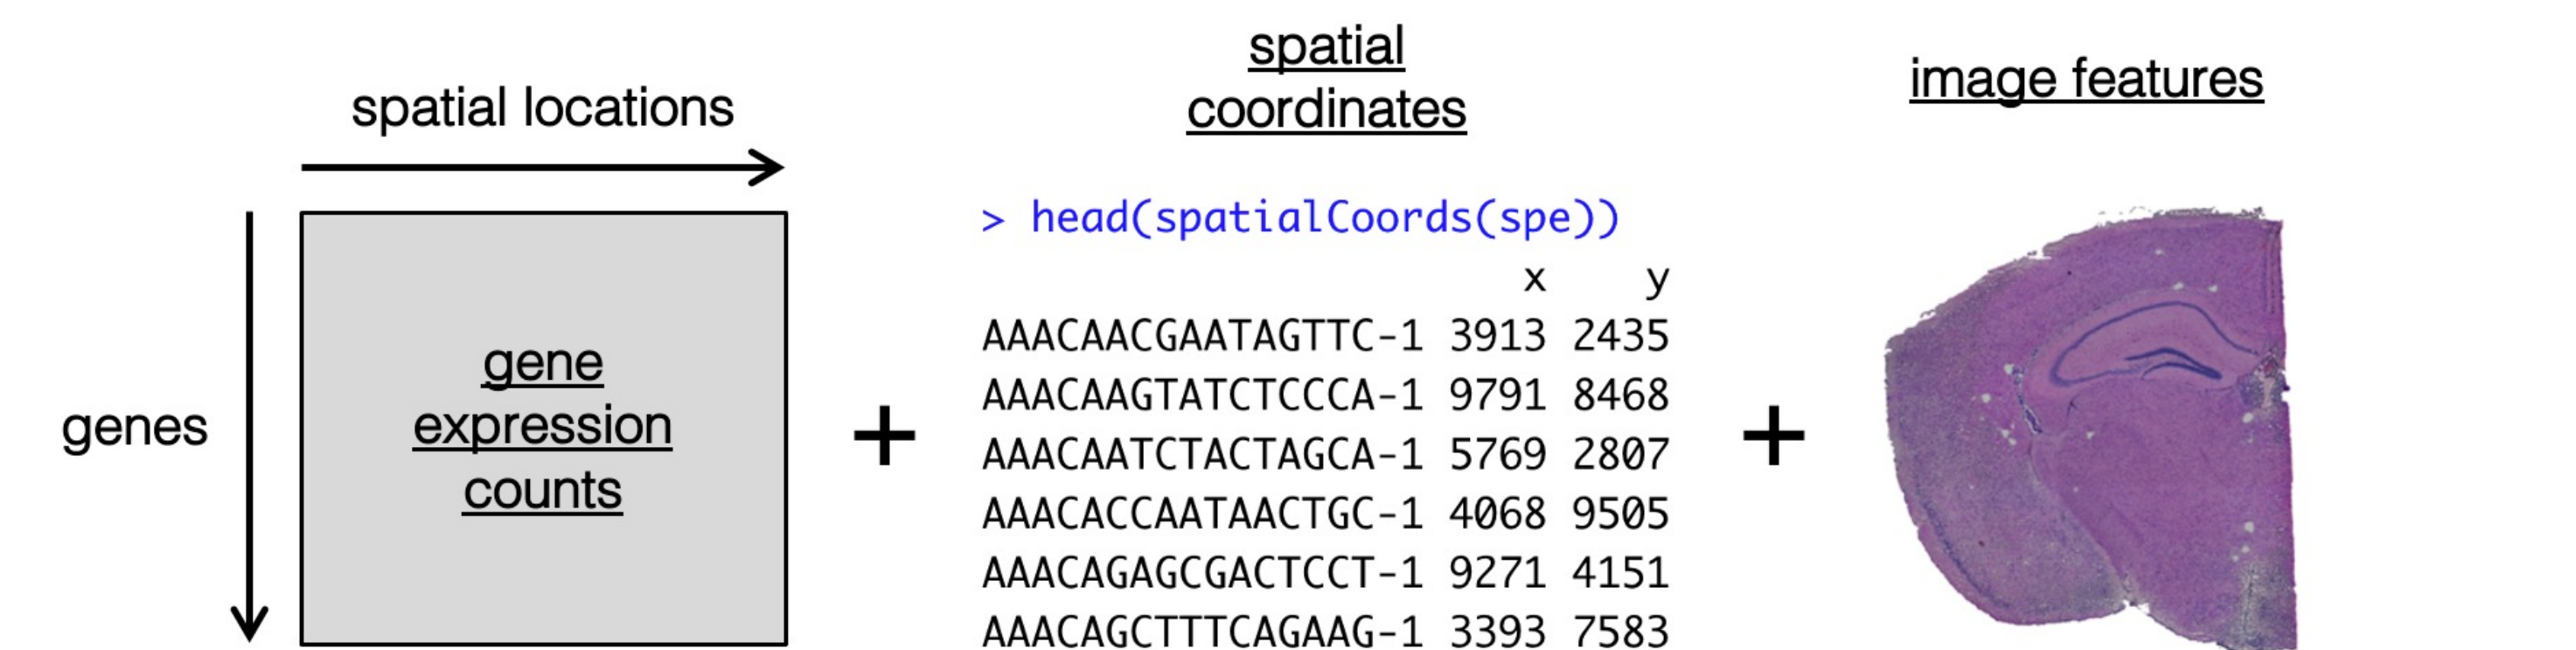 spatial locations
genes
gene
expression
counts
+
spatial
coordinates
> head(spatialCoords(spe))
x y
AAACAACGAATAGTTC-1 3913 2435
AAACAAGTATCTCCCA-1 9791 8468
AAACAATCTACTAGCA-1 5769 2807
AAACACCAATAACTGC-1 4068 9505
AAACAGAGCGACTCCT-1 9271 4151
AAACAGCTTTCAGAAG-1 3393 7583
+
image features